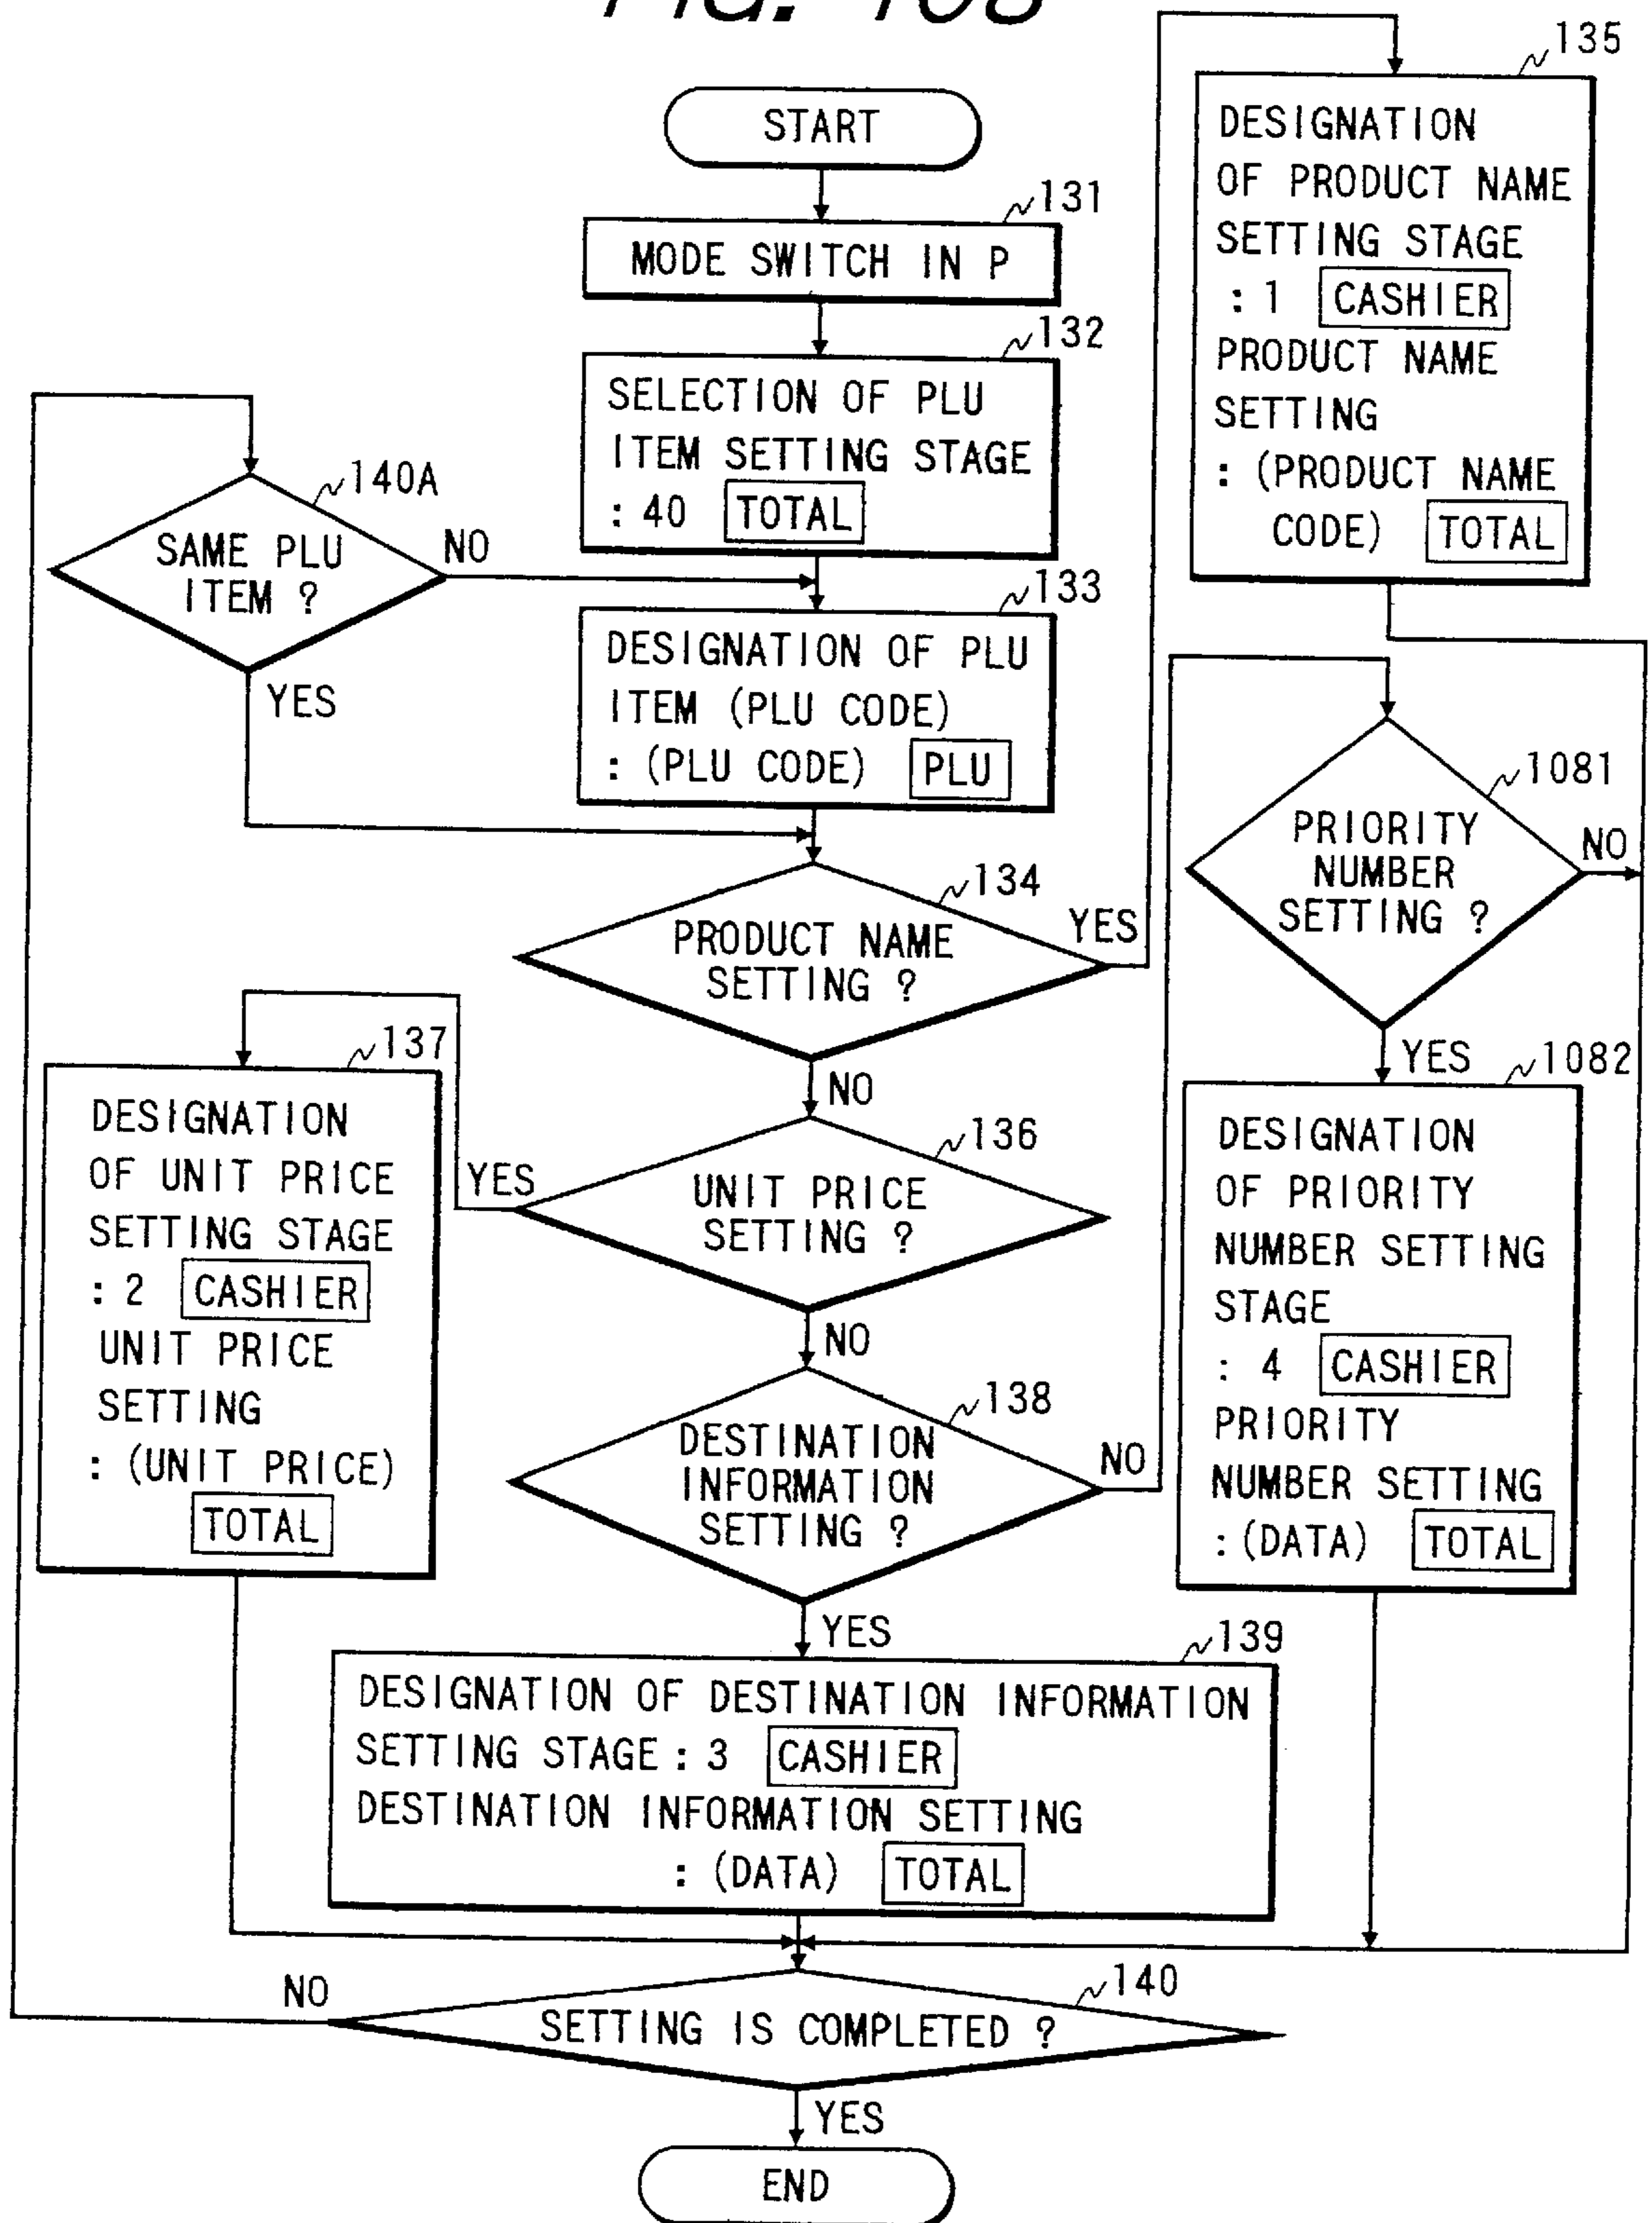 FIG. 108
START
131
MODE SWITCH IN P
132
SELECTION OF PLU
ITEM SETTING STAGE
: 40 TOTAL
140A
SAME PLU
ITEM ?
NO
YES
133
DESIGNATION OF PLU
ITEM (PLU CODE)
: (PLU CODE) PLU
134
PRODUCT NAME
SETTING ?
YES
NO
135
DESIGNATION
OF PRODUCT NAME
SETTING STAGE
: 1 CASHIER
PRODUCT NAME
SETTING
: (PRODUCT NAME
CODE) TOTAL
136
UNIT PRICE
SETTING ?
YES
NO
137
DESIGNATION
OF UNIT PRICE
SETTING STAGE
: 2 CASHIER
UNIT PRICE
SETTING
: (UNIT PRICE)
TOTAL
138
DESTINATION
INFORMATION
SETTING ?
NO
YES
1081
PRIORITY
NUMBER
SETTING ?
NO
YES
1082
DESIGNATION
OF PRIORITY
NUMBER SETTING
STAGE
: 4 CASHIER
PRIORITY
NUMBER SETTING
: (DATA) TOTAL
139
DESIGNATION OF DESTINATION INFORMATION
SETTING STAGE : 3 CASHIER
DESTINATION INFORMATION SETTING
: (DATA) TOTAL
140
SETTING IS COMPLETED ?
NO
YES
END